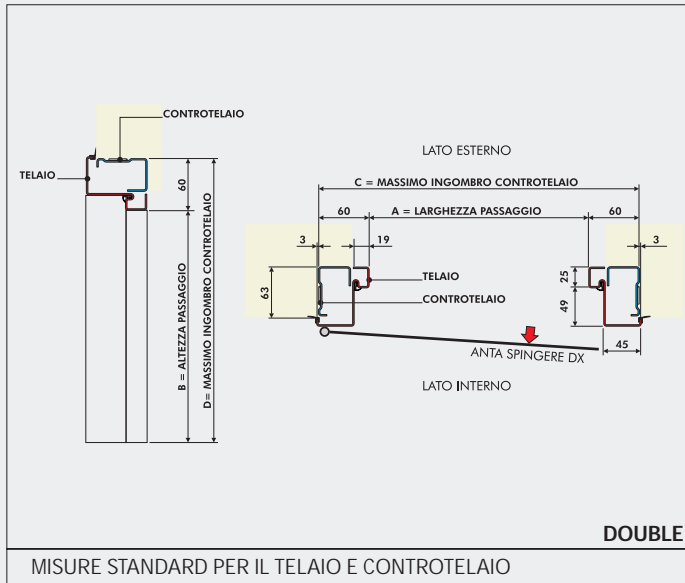 CONTROTELAIO
TELAIO
60
B = ALTEZZA PASSAGGIO
D= MASSIMO INGOMBRO CONTROTELAIO
LATO ESTERNO
C = MASSIMO INGOMBRO CONTROTELAIO
60
A = LARGHEZZA PASSAGGIO
60
3
19
3
63
TELAIO
CONTROTELAIO
25
49
45
ANTA SPINGERE DX
LATO INTERNO
DOUBLE
MISURE STANDARD PER IL TELAIO E CONTROTELAIO